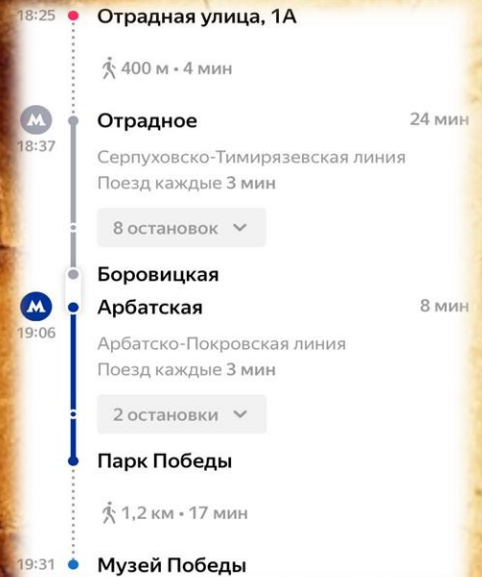 18:25 Отрадная улица, 1А
400 м • 4 мин
М Отрадное 24 мин
18:37
Серпуховско-Тимирязевская линия
Поезд каждые 3 мин
8 остановок
Боровицкая
М Арбатская 8 мин
19:06
Арбатско-Покровская линия
Поезд каждые 3 мин
2 остановки
Парк Победы
1,2 км • 17 мин
19:31 Музей Победы